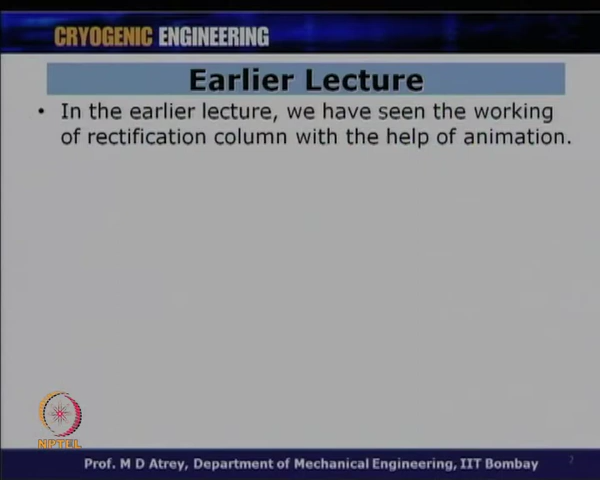 CRYOGENIC ENGINEERING
Earlier Lecture
• In the earlier lecture, we have seen the working
of rectification column with the help of animation.
NPTEL
Prof. M D Atrey, Department of Mechanical Engineering, IIT Bombay